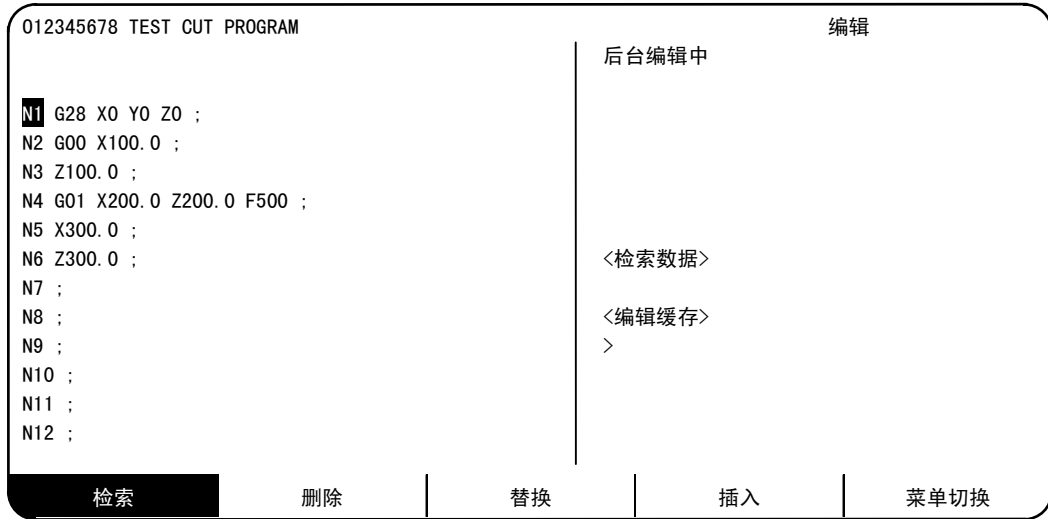 O12345678 TEST CUT PROGRAM
编辑
后台编辑中
N1 G28 X0 Y0 Z0 ;
N2 G00 X100.0 ;
N3 Z100.0 ;
N4 G01 X200.0 Z200.0 F500 ;
N5 X300.0 ;
N6 Z300.0 ;
N7 ;
N8 ;
N9 ;
N10 ;
N11 ;
N12 ;
<检索数据>
<编辑缓存>
>
检索 删除 替换 插入 菜单切换